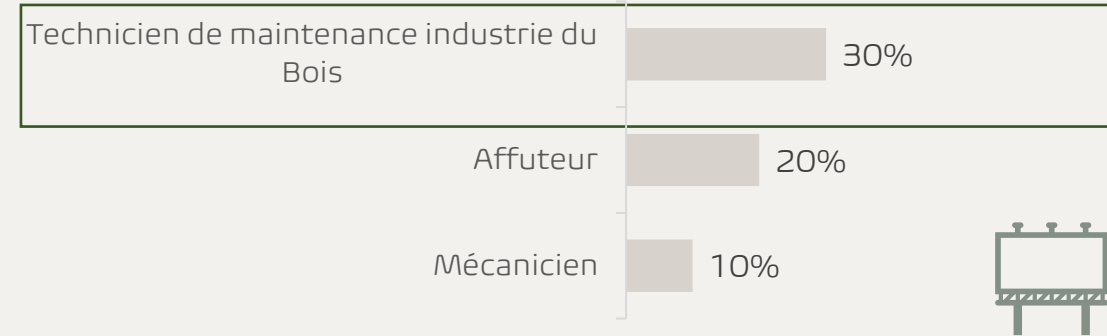 Technicien de maintenance industrie du
Bois
30%
Affuteur
20%
Mécanicien
10%